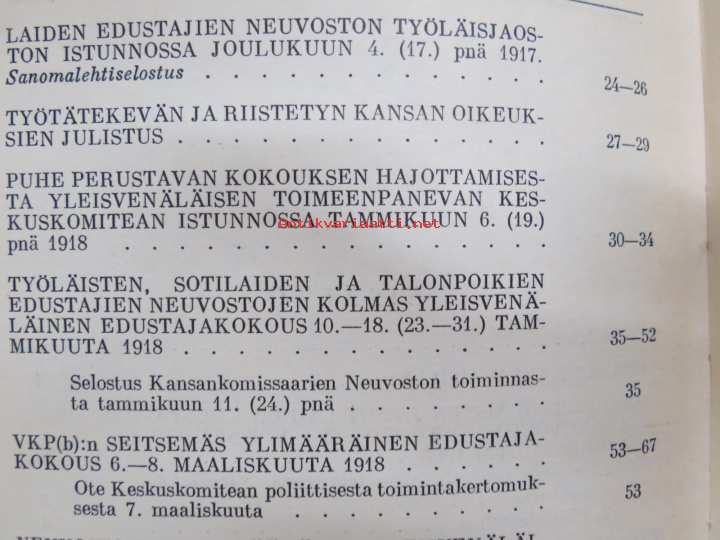 LAIDEN EDUSTAJIEN NEUVOSTON TYÖLÄISJAOS-
TON ISTUNNOSSA JOULUKUUN 4. (17.) pnä 1917.
Sanomalehtiselostus . . . . . . . . . . . . . 24—26
TYÖTÄTEKEVÄN JA RIISTETYN KANSAN OIKEUK-
SIEN JULISTUS . . . . . . . . . . . . . . 27—29
PUHE PERUSTAVAN KOKOUKSEN HAJOTTAMISES-
TA YLEISVENÄLÄISEN TOIMEENPANEVAN KES-
KUSKOMITEAN ISTUNNOSSA TAMMIKUUN 6. (19.)
antikvariaatti.net
pnä 1918 . . . . . . . . . . . . . . . . 30—34
TYÖLÄISTEN, SOTILAIDEN JA TALONPOIKIEN
EDUSTAJIEN NEUVOSTOJEN KOLMAS YLEISVENÄ-
LÄINEN EDUSTAJAKOKOUS 10.—18. (23.—31.) TAM-
MIKUUTA 1918 . . . . . . . . . . . . . . 35—52
Selostus Kansankomissaarien Neuvoston toiminnas-
ta tammikuun 11. (24.) pnä . . . . . . . . 35
VKP(b):n SEITSEMÄS YLIMÄÄRÄINEN EDUSTAJA-
KOKOUS 6.—8. MAALISKUUTA 1918 . . . . . . 53—67
Ote Keskuskomitean poliittisesta toimintakertomuk-
sesta 7. maaliskuuta . . . . . . . . . . 53